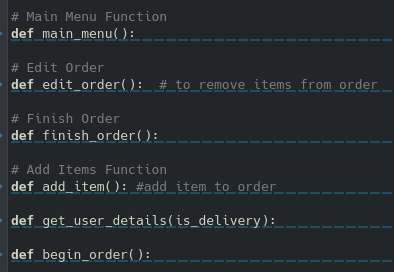 # Main Menu Function
def main_menu():
# Edit Order
def edit_order():  # to remove items from order
# Finish Order
def finish_order():
# Add Items Function
def add_item(): #add item to order
def get_user_details(is_delivery):
def begin_order():